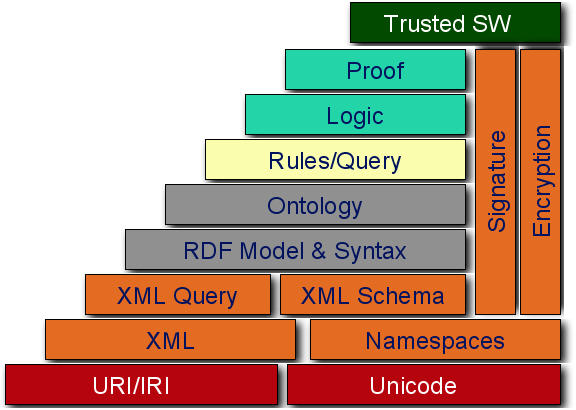 Trusted SW
Proof
Logic
Rules/Query
Ontology
RDF Model & Syntax
Signature
Encryption
XML Query
XML Schema
XML
Namespaces
URI/IRI
Unicode